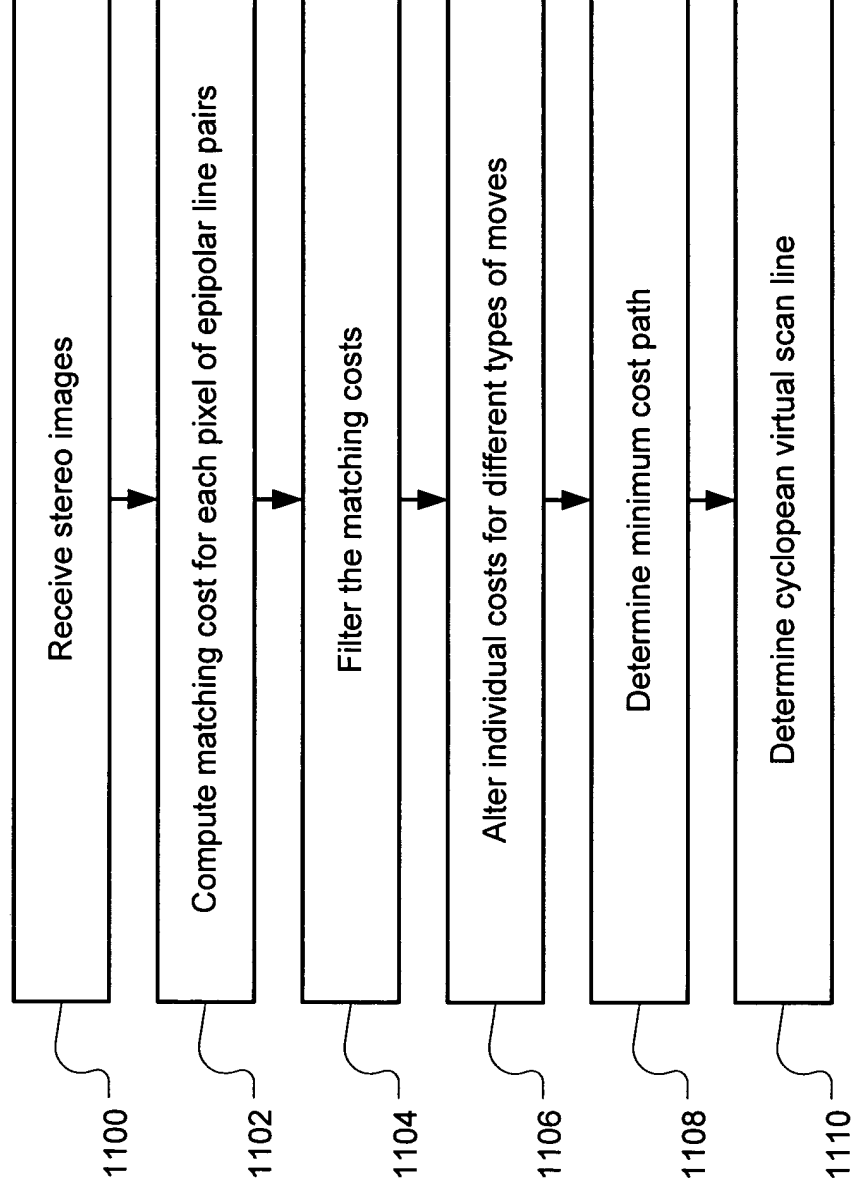 1100
Receive stereo images
1102
Compute matching cost for each pixel of epipolar line pairs
1104
Filter the matching costs
1106
Alter individual costs for different types of moves
1108
Determine minimum cost path
1110
Determine cyclopean virtual scan line